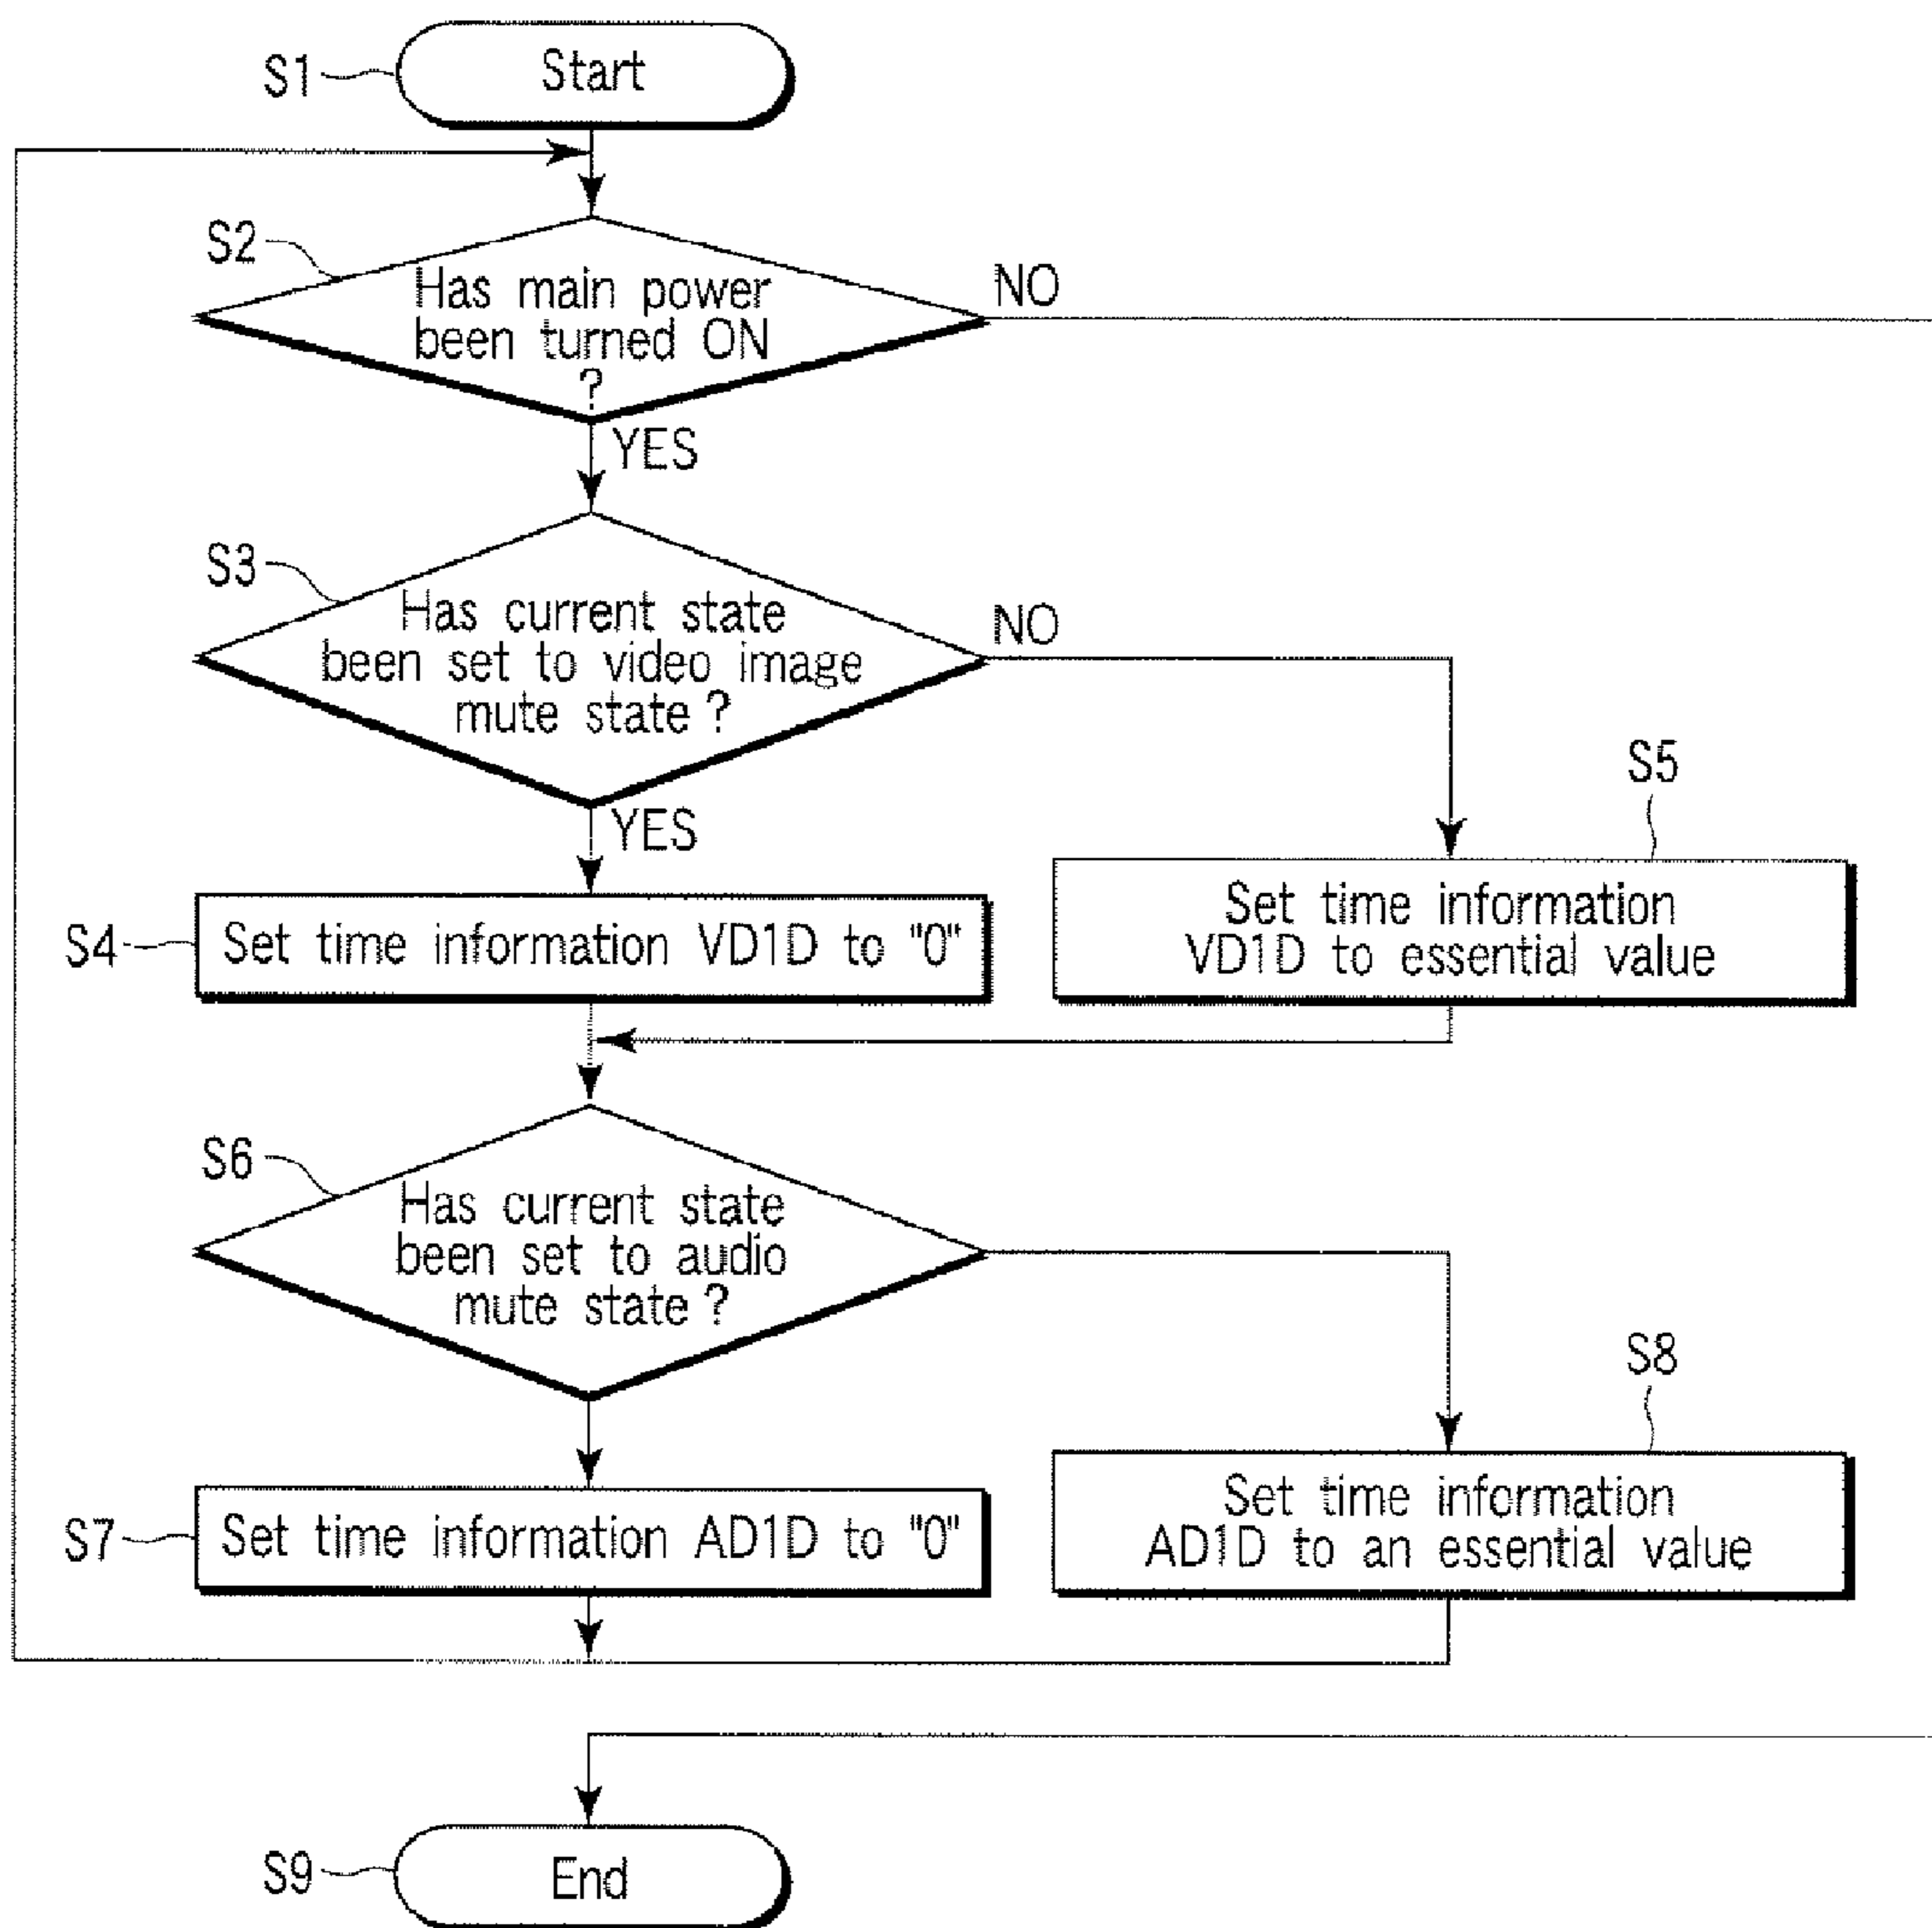 S1
Start
S2
Has main power
been turned ON
?
NO
YES
S3
Has current state
been set to video image
mute state ?
NO
YES
S4
Set time information VD1D to "0"
S5
Set time information
VD1D to essential value
S6
Has current state
been set to audio
mute state ?
S7
Set time information AD1D to "0"
S8
Set time information
AD1D to an essential value
S9
End